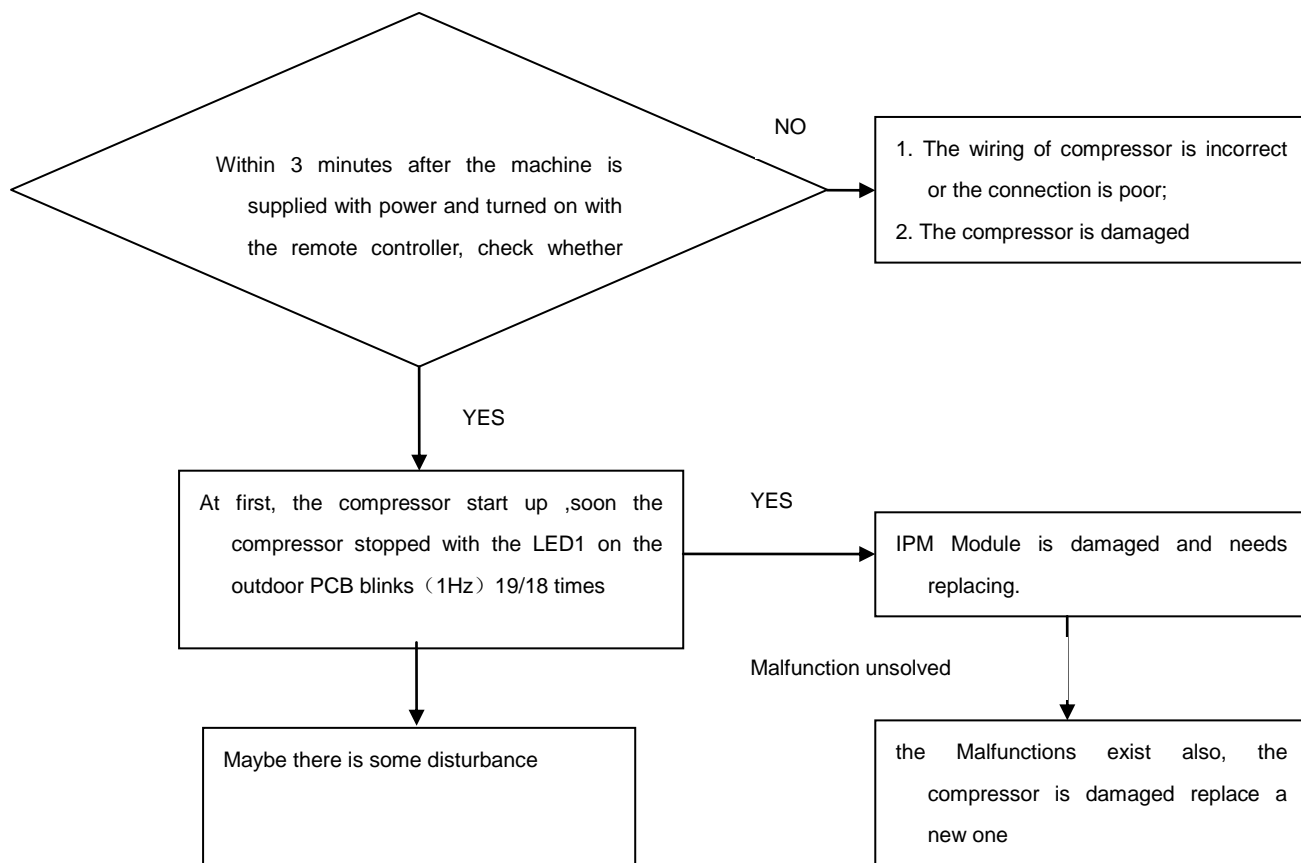 Within 3 minutes after the machine is
supplied with power and turned on with
the remote controller, check whether
NO
1. The wiring of compressor is incorrect
or the connection is poor;
2. The compressor is damaged
YES
At first, the compressor start up ,soon the
compressor stopped with the LED1 on the
outdoor PCB blinks（1Hz）19/18 times
YES
IPM Module is damaged and needs
replacing.
Malfunction unsolved
Maybe there is some disturbance
the Malfunctions exist also, the
compressor is damaged replace a
new one